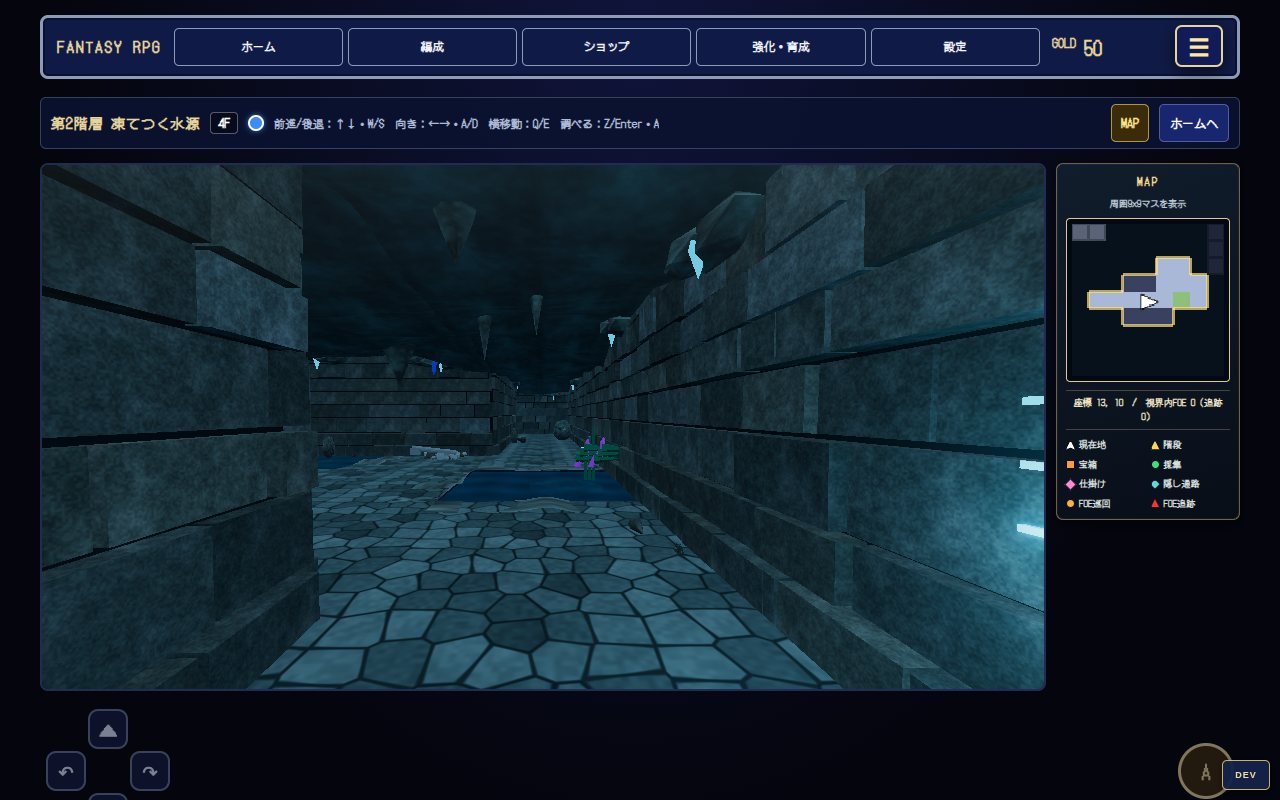 FANTASY RPG
ホーム
編成
ショップ
強化・育成
設定
GOLD 50
第2階層 凍てつく水源
4F
前進/後退：↑↓・W/S 向き：←→・A/D 横移動：Q/E 調べる：Z/Enter・A
MAP
ホームへ
MAP
周囲9x9マスを表示
座標 13, 10 / 視界内FOE 0（追跡
0）
現在地
階段
宝箱
採集
仕掛け
隠し通路
FOE巡回
FOE追跡
A
DEV